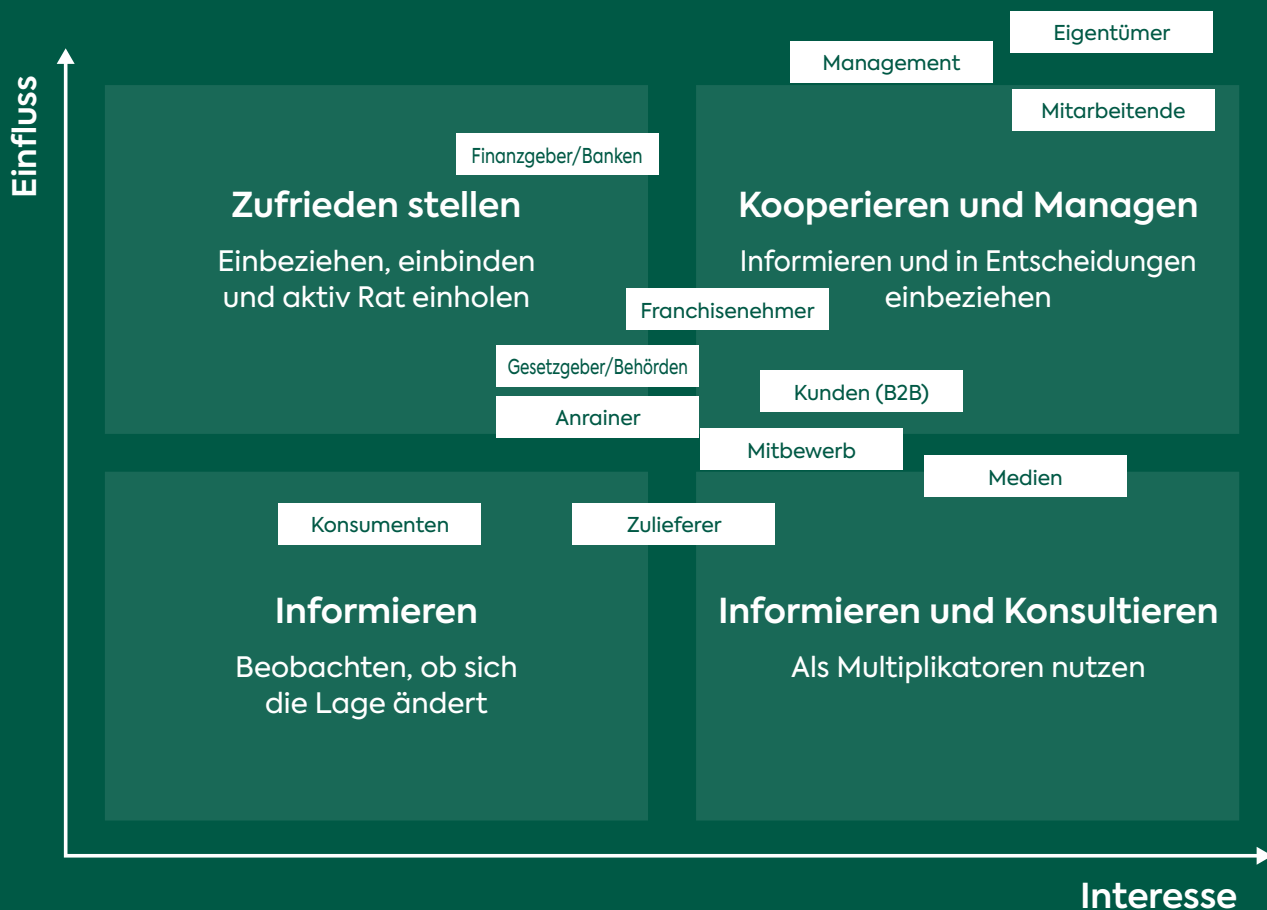 Eigentümer
Management
Einfluss
Mitarbeitende
Finanzgeber/Banken
Zufrieden stellen
Einbeziehen, einbinden
und aktiv Rat einholen
Kooperieren und Managen
Informieren und in Entscheidungen
einbeziehen
Franchisenehmer
Gesetzgeber/Behörden
Kunden (B2B)
Anrainer
Mitbewerb
Medien
Konsumenten
Zulieferer
Informieren
Beobachten, ob sich
die Lage ändert
Informieren und Konsultieren
Als Multiplikatoren nutzen
Interesse